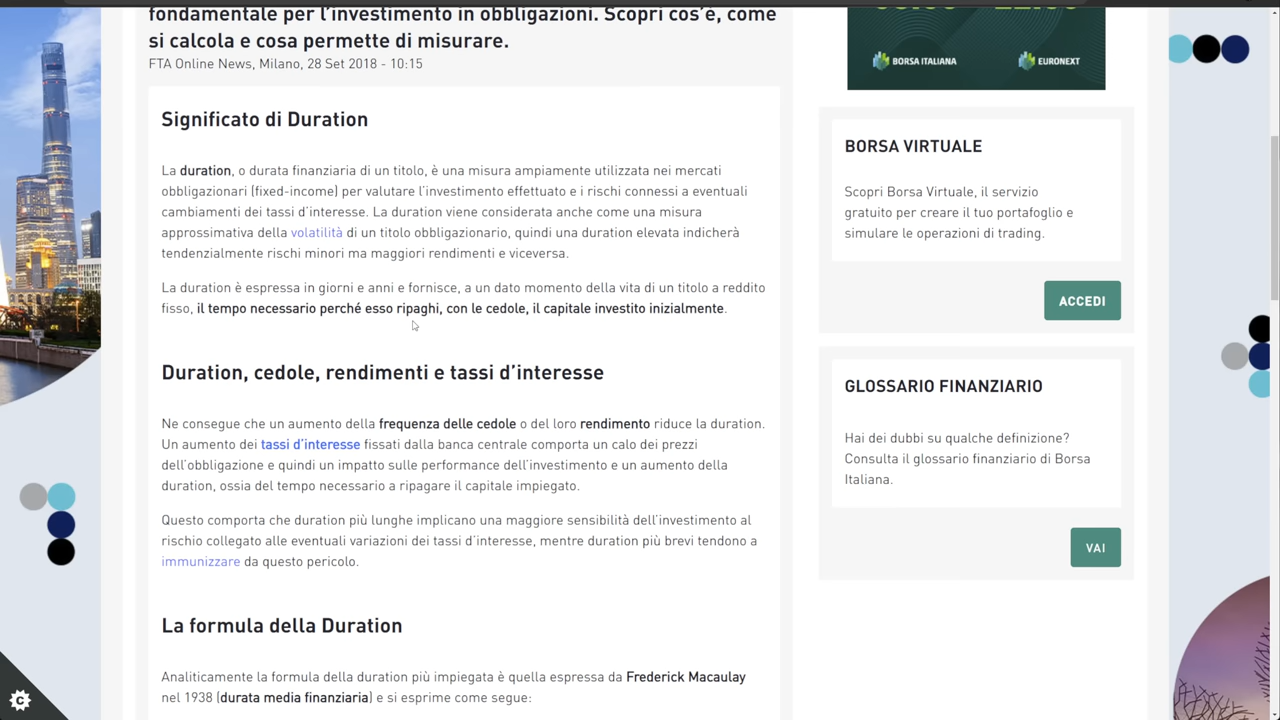 fondamentale per l'investimento in obbligazioni. Scopri cos'è, come
si calcola e cosa permette di misurare.
FTA Online News, Milano, 28 Set 2018 - 10:15
Significato di Duration
La duration, o durata finanziaria di un titolo, è una misura ampiamente utilizzata nei mercati
obbligazionari (fixed-income) per valutare l'investimento effettuato e i rischi connessi a eventuali
cambiamenti dei tassi d'interesse. La duration viene considerata anche come una misura
approssimativa della volatilità di un titolo obbligazionario, quindi una duration elevata indicherà
tendenzialmente rischi minori ma maggiori rendimenti e viceversa.
La duration è espressa in giorni e anni e fornisce, a un dato momento della vita di un titolo a reddito
fisso, il tempo necessario perché esso ripaghi, con le cedole, il capitale investito inizialmente.
Duration, cedole, rendimenti e tassi d'interesse
Ne consegue che un aumento della frequenza delle cedole o del loro rendimento riduce la duration.
Un aumento dei tassi d'interesse fissati dalla banca centrale comporta un calo dei prezzi
dell'obbligazione e quindi un impatto sulle performance dell'investimento e un aumento della
duration, ossia del tempo necessario a ripagare il capitale impiegato.
Questo comporta che duration più lunghe implicano una maggiore sensibilità dell'investimento al
rischio collegato alle eventuali variazioni dei tassi d'interesse, mentre duration più brevi tendono a
immunizzare da questo pericolo.
La formula della Duration
Analiticamente la formula della duration più impiegata è quella espressa da Frederick Macaulay
nel 1938 (durata media finanziaria) e si esprime come segue:
BORSA ITALIANA
EURONEXT
BORSA VIRTUALE
Scopri Borsa Virtuale, il servizio
gratuito per creare il tuo portafoglio e
simulare le operazioni di trading.
ACCEDI
GLOSSARIO FINANZIARIO
Hai dei dubbi su qualche definizione?
Consulta il glossario finanziario di Borsa
Italiana.
VAI